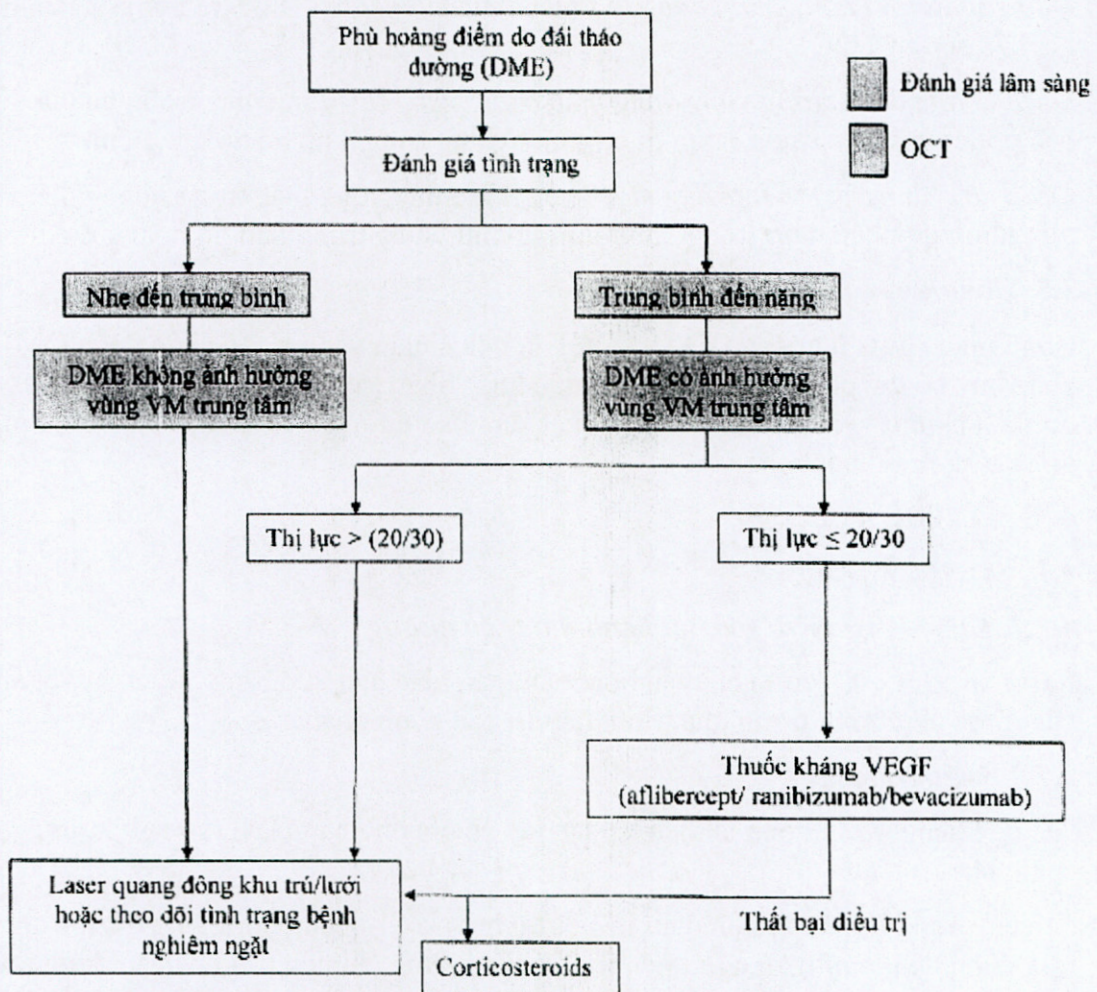 Phù hoàng điểm do đái tháo
đường (DME)
Đánh giá lâm sàng
OCT
Đánh giá tình trạng
Nhẹ đến trung bình
Trung bình đến nặng
DME không ảnh hưởng
vùng VM trung tâm
DME có ảnh hưởng
vùng VM trung tâm
Thị lực > (20/30)
Thị lực ≤ 20/30
Thuốc kháng VEGF
(aflibercept/ ranibizumab/bevacizumab)
Laser quang đông khu trú/lưới
hoặc theo dõi tình trạng bệnh
nghiêm ngặt
Thất bại điều trị
Corticosteroids